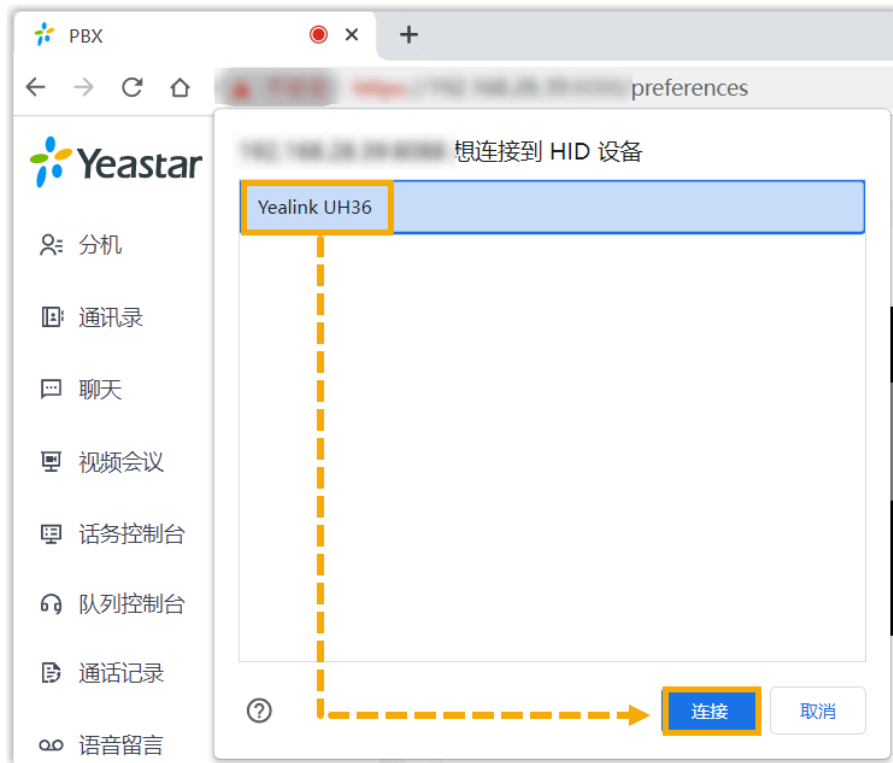 PBX
preferences
Yeastar
想连接到 HID 设备
Yealink UH36
分机
通讯录
聊天
视频会议
话务控制台
队列控制台
通话记录
语音留言
连接
取消